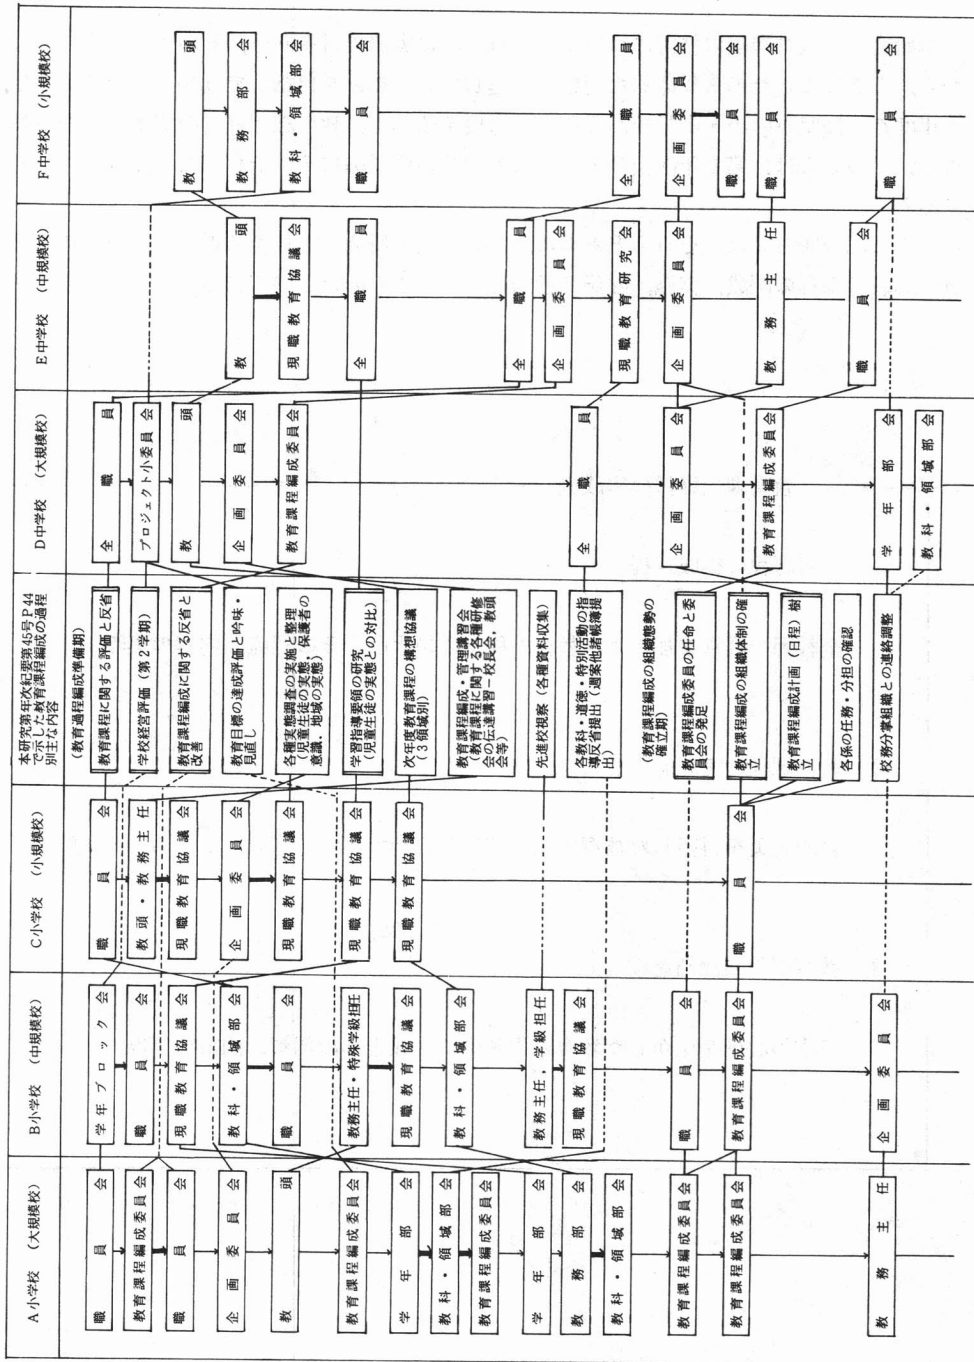 A小学校 （大規模校）
職員会
教育課程編成委員会
職員会
企画委員会
教頭
教育課程編成委員会
学年部会
教科・領域部会
教育課程編成委員会
学年部会
教務部会
教科・領域部会
教育課程編成委員会
教育課程編成委員会
教務主任
B小学校 （中規模校）
学年ブロック会
職員会
現職教育協議会
教科・領域部会
職員会
教務主任・特殊学級担任
現職教育協議会
教科・領域部会
教務主任，学級担任
現職教育協議会
職員会
教育課程編成委員会
企画委員会
C小学校 （小規模校）
職員会
教頭・教務主任
現職教育協議会
企画委員会
現職教育協議会
現職教育協議会
現職教育協議会
職員会
本研究第年次紀要第45号P44
で示した教育課程編成の過程
別主な内容
（教育過程編成準備期）
教育課程に関する評価と反省
学校経営評価（第2学期）
教育課程編成に関する反省と
改善
教育目標の達成評価と吟味・
見直し
各種実態調査の実施と整理
（児童生徒の実態、保護者の
意識、地域の実態）
学習指導要領の研究
（児童生徒の実態との対比）
次年度教育課程の構想協議
（3領域別）
教育課程編成・管理講習会
（教育課程に関する各種研修
会の伝達講習・校長会、教頭
会等）
先進校視察（各種資料収集）
各教科・道徳・特別活動の指
導反省提出（週案他諸帳簿提
出）
（教育課程編成の組織態勢の
確立期）
教育課程編成委員の任命と委
員会の発足
教育課程編成の組織体制の確
立
教育課程編成計画（日程）樹
立
各係の任務・分担の確認
校務分掌組織との連絡調整
D中学校 （大規模校）
全職員
プロジェクト小委員会
教頭
企画委員会
教育課程編成委員会
全職員
企画委員会
教育課程編成委員会
学年部会
教科・領域部会
E中学校 （中規模校）
教頭
現職教育協議会
全職員
全職員
企画委員会
現職教育研究会
企画委員会
教務主任
職員会
F中学校 （小規模校）
教頭
教務部会
教科・領域部会
職員会
全職員
企画委員会
職員会
職員会
職員会